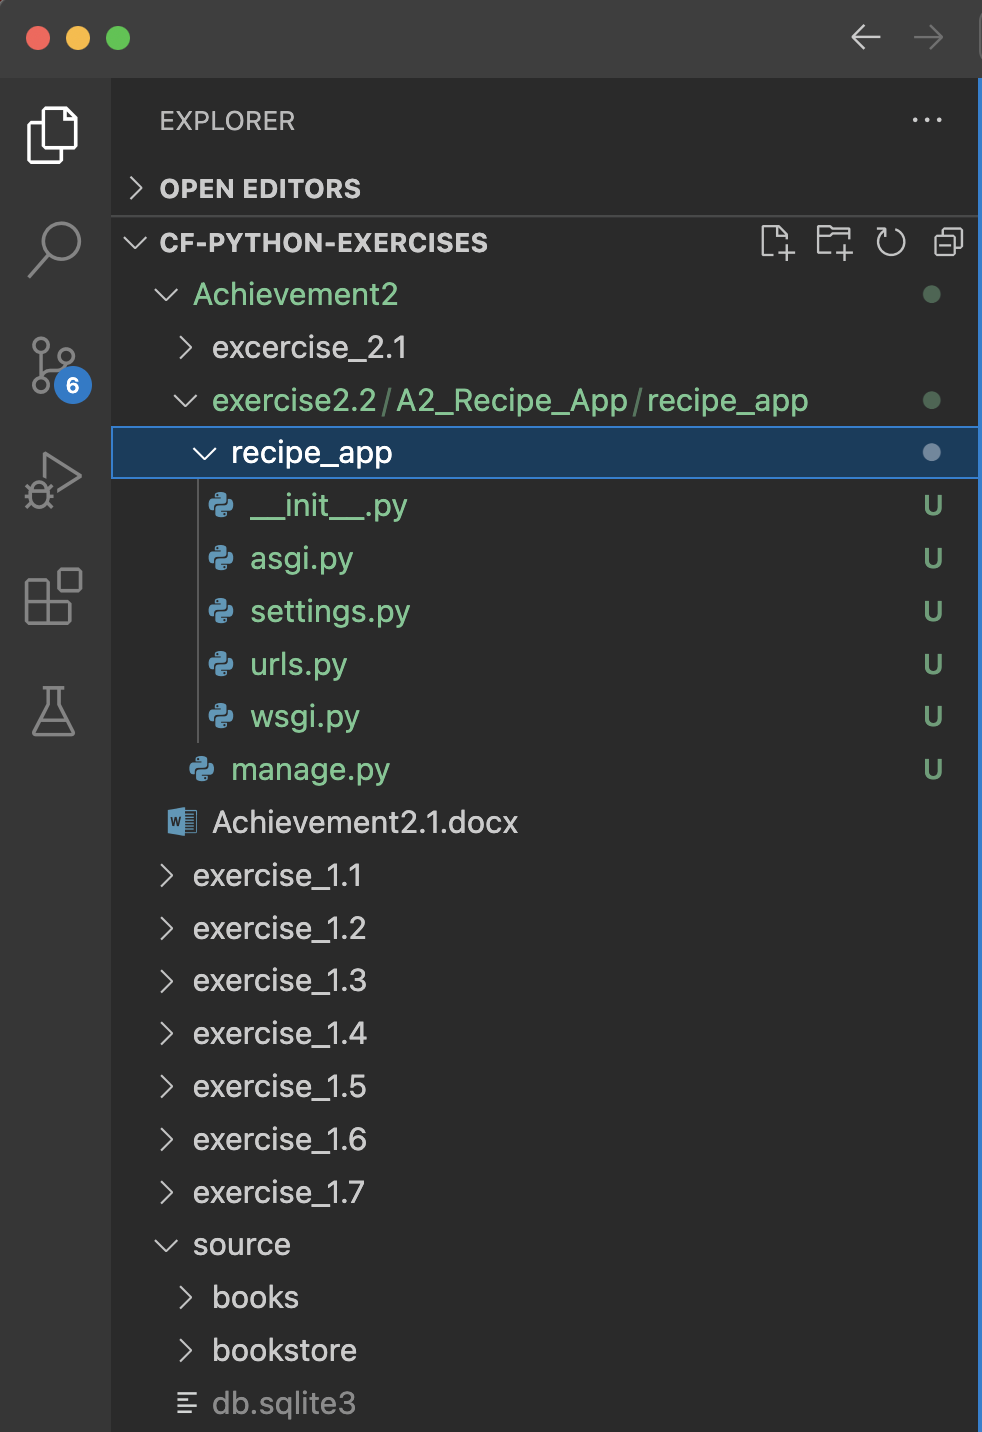 EXPLORER
OPEN EDITORS
CF-PYTHON-EXERCISES
Achievement2
excercise_2.1
exercise2.2/A2_Recipe_App/recipe_app
recipe_app
6
__init__.py U
asgi.py U
settings.py U
urls.py U
wsgi.py U
manage.py U
W Achievement2.1.docx
exercise_1.1
exercise_1.2
exercise_1.3
exercise_1.4
exercise_1.5
exercise_1.6
exercise_1.7
source
books
bookstore
db.sqlite3